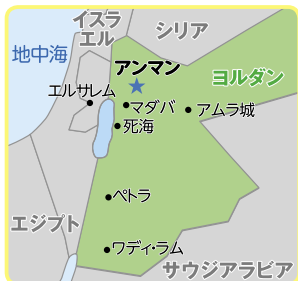 イスラ
エル
シリア
地中海
アンマン
ヨルダン
エルサレム
マダバ
アムラ城
死海
ペトラ
エジプト
ワディ・ラム
サウジアラビア